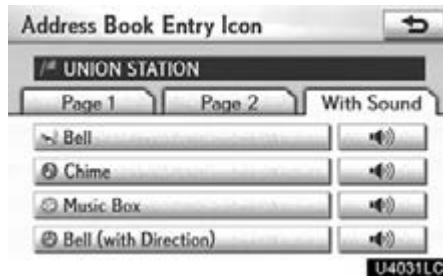 Address Book Entry Icon
UNION STATION
Page 1 Page 2 With Sound
Bell
Chime
Music Box
Bell (with Direction)
U4031LC